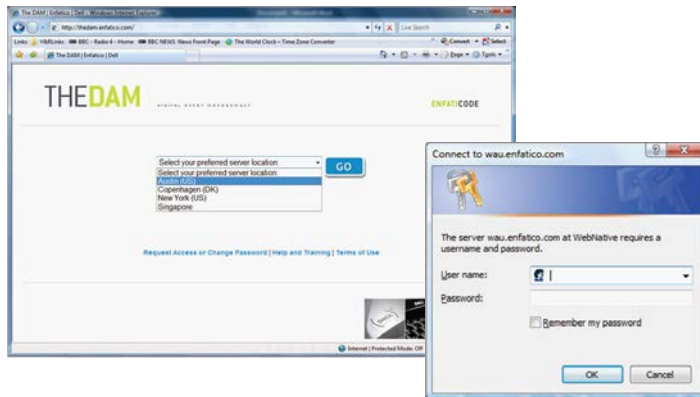 The DAM | Enfatico | Dell - Windows Internet Explorer
http://thedam.enfatico.com/
Live Search
Links
BBC - Radio 4 - Home
BBC NEWS News Front Page
The World Clock - Time Zone Converter
Convert
Select
The DAM | Enfatico | Dell
Page
Tools
THEDAM
DIGITAL ASSET MANAGEMENT
ENFATICODE
Select your preferred server location
GO
Select your preferred server location
Austin (US)
Copenhagen (DK)
New York (US)
Singapore
Request Access or Change Password | Help and Training | Terms of Use
Internet | Protected Mode: Off
Connect to wau.enfatico.com
The server wau.enfatico.com at WebNative requires a
username and password.
User name:
Password:
Remember my password
OK
Cancel